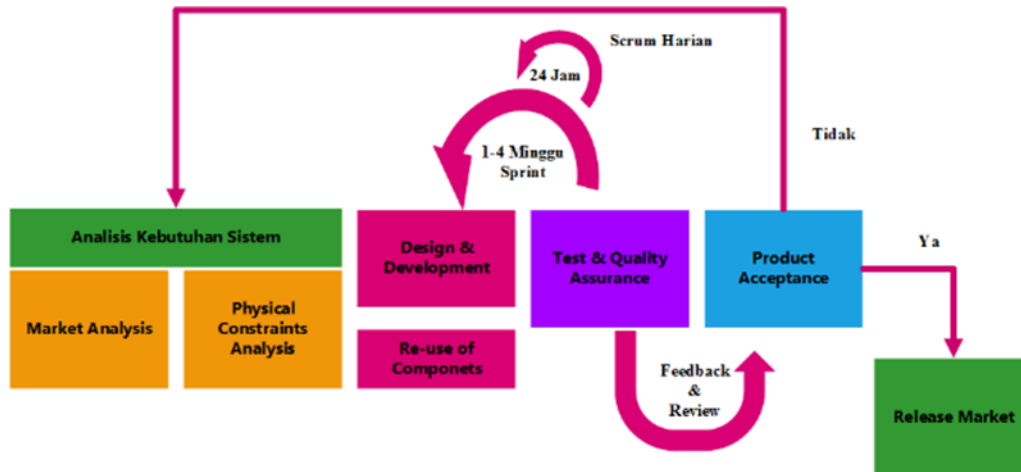 Scrum Harian
24 Jam
Tidak
1-4 Minggu
Sprint
Analisis Kebutuhan Sistem
Market Analysis
Physical
Constraints
Analysis
Design &
Development
Re-use of
Componets
Test & Quality
Assurance
Product
Acceptance
Ya
Feedback
&
Review
Release Market